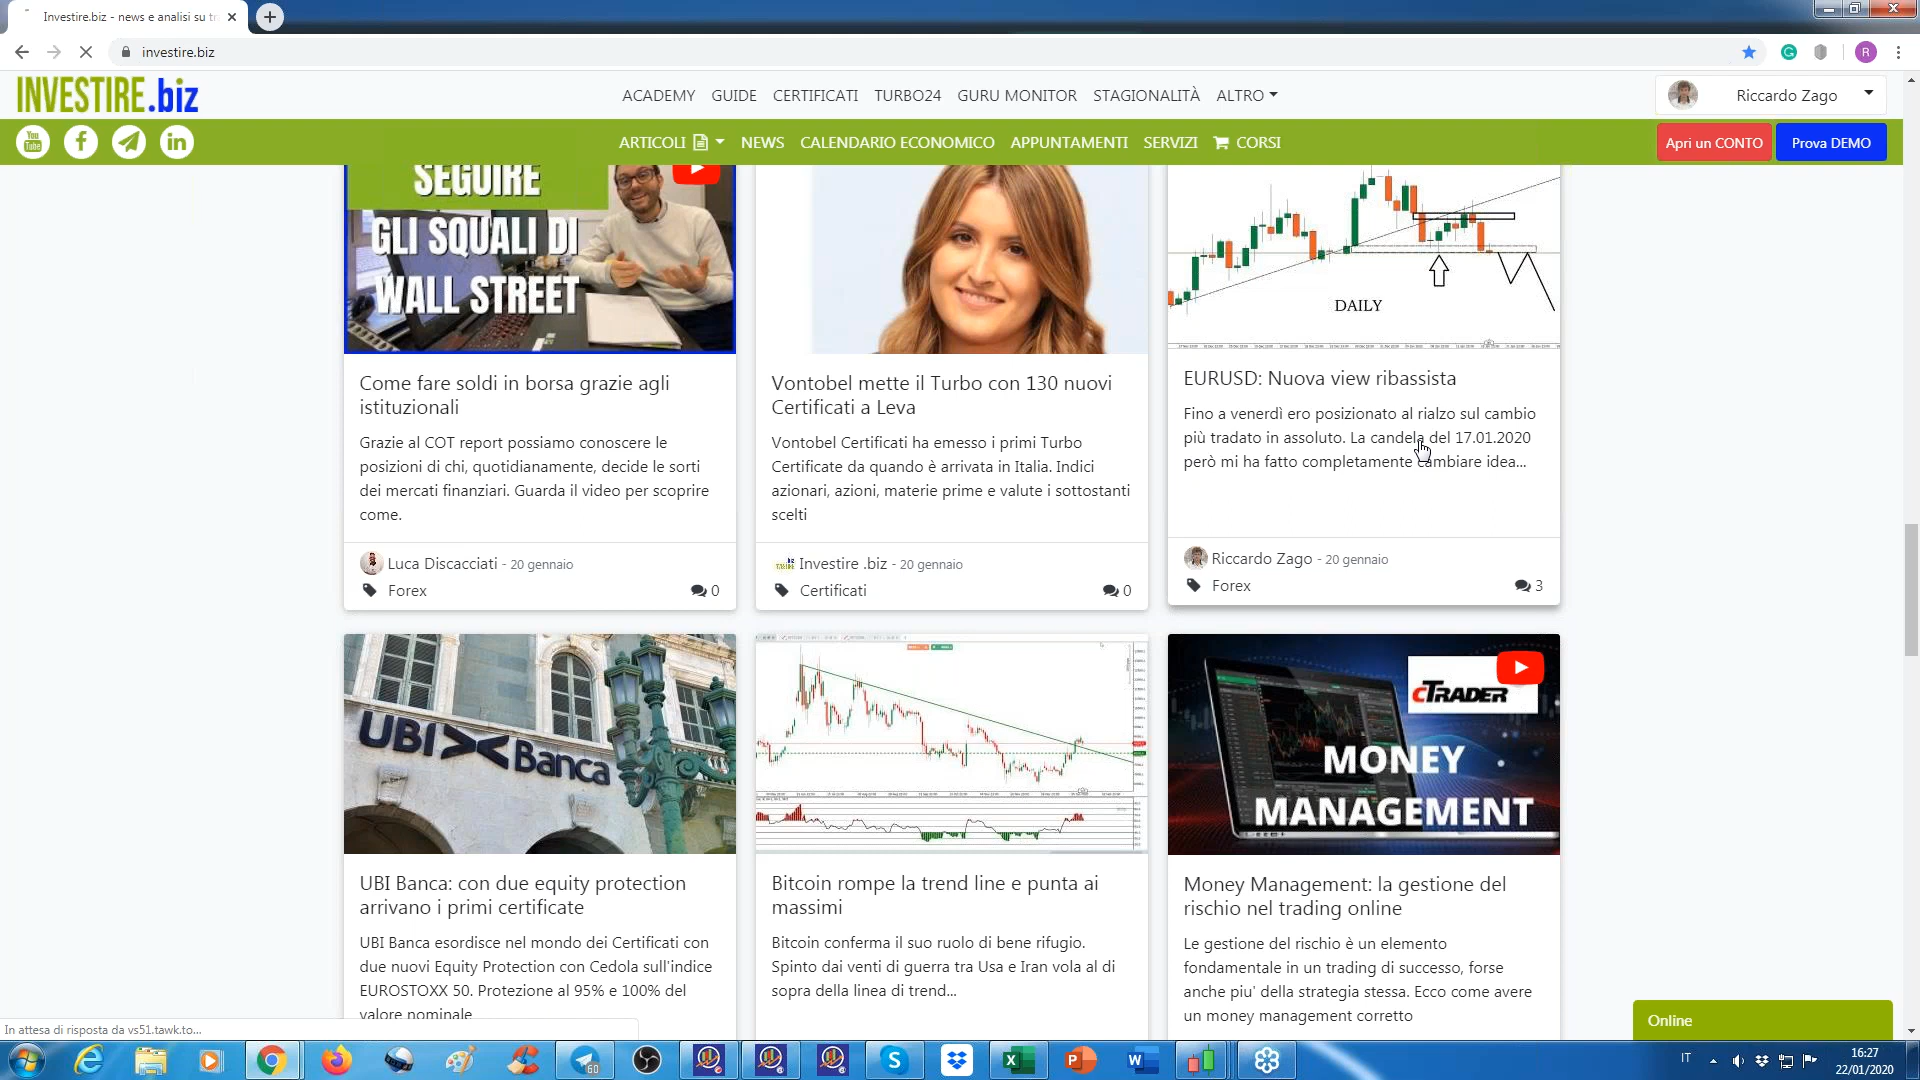 Investire.biz - news e analisi su tr
investire.biz
R
INVESTIRE.biz
ACADEMY GUIDE CERTIFICATI TURBO24 GURU MONITOR STAGIONALITÀ ALTRO
Riccardo Zago
You Tube
ARTICOLI NEWS CALENDARIO ECONOMICO APPUNTAMENTI SERVIZI CORSI
Apri un CONTO
Prova DEMO
SEGUIRE
GLI SQUALI DI
WALL STREET
Come fare soldi in borsa grazie agli
istituzionali
Grazie al COT report possiamo conoscere le
posizioni di chi, quotidianamente, decide le sorti
dei mercati finanziari. Guarda il video per scoprire
come.
Luca Discacciati - 20 gennaio
Forex 0
Vontobel mette il Turbo con 130 nuovi
Certificati a Leva
Vontobel Certificati ha emesso i primi Turbo
Certificate da quando è arrivata in Italia. Indici
azionari, azioni, materie prime e valute i sottostanti
scelti
Investire .biz - 20 gennaio
Certificati 0
DAILY
EURUSD: Nuova view ribassista
Fino a venerdì ero posizionato al rialzo sul cambio
più tradato in assoluto. La candela del 17.01.2020
però mi ha fatto completamente cambiare idea...
Riccardo Zago - 20 gennaio
Forex 3
UBI Banca
UBI Banca: con due equity protection
arrivano i primi certificate
UBI Banca esordisce nel mondo dei Certificati con
due nuovi Equity Protection con Cedola sull'indice
EUROSTOXX 50. Protezione al 95% e 100% del
valore nominale
Bitcoin rompe la trend line e punta ai
massimi
Bitcoin conferma il suo ruolo di bene rifugio.
Spinto dai venti di guerra tra Usa e Iran vola al di
sopra della linea di trend...
cTRADER
MONEY
MANAGEMENT
Money Management: la gestione del
rischio nel trading online
Le gestione del rischio è un elemento
fondamentale in un trading di successo, forse
anche piu' della strategia stessa. Ecco come avere
un money management corretto
Online
In attesa di risposta da vs51.tawk.to...
60
IT
16:27
22/01/2020